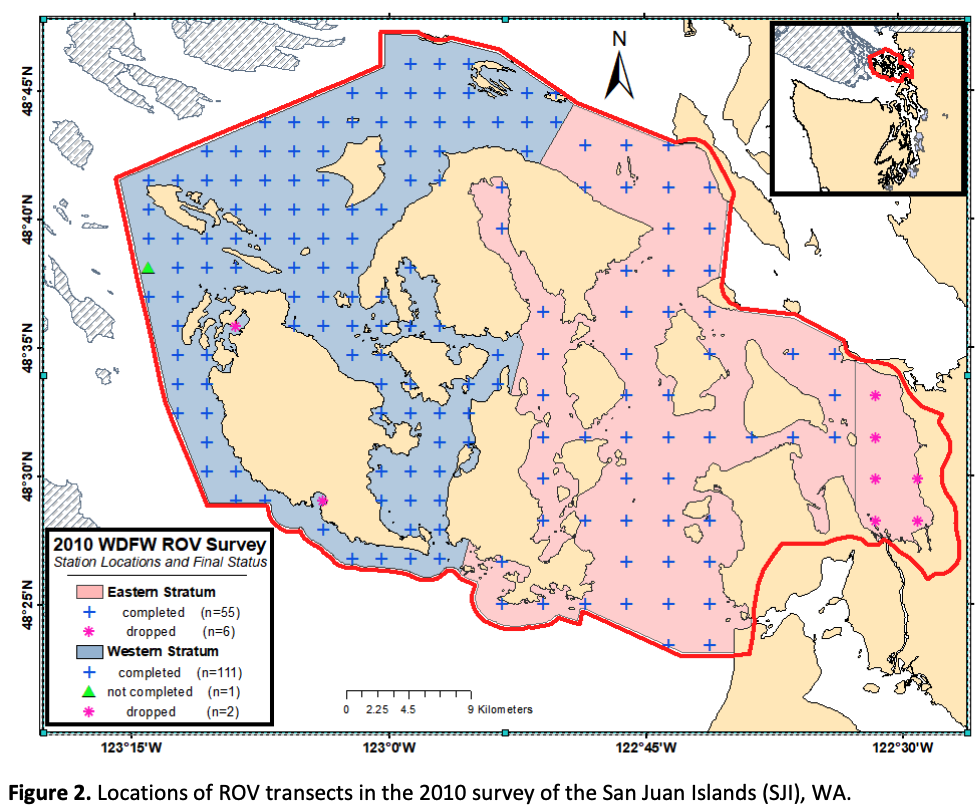 N
48°45'N
48°40'N
48°35'N
48°30'N
48°25'N
2010 WDFW ROV Survey
Station Locations and Final Status
Eastern Stratum
completed (n=55)
dropped (n=6)
Western Stratum
completed (n=111)
not completed (n=1)
dropped (n=2)
0 2.25 4.5 9 Kilometers
123°15'W 123°0'W 122°45'W 122°30'W
Figure 2. Locations of ROV transects in the 2010 survey of the San Juan Islands (SJI), WA.